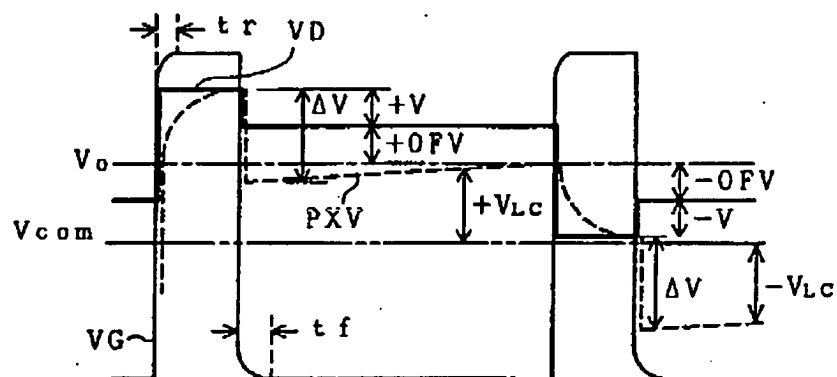 tr
VD
ΔV
+V
+OFV
Vo
-OFV
PXV
+VLC
-V
Vcom
ΔV
-VLC
VG
tf